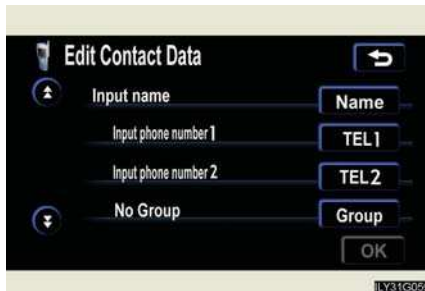 Edit Contact Data
Input name Name
Input phone number 1 TEL1
Input phone number 2 TEL2
No Group Group
OK
ILY31G05